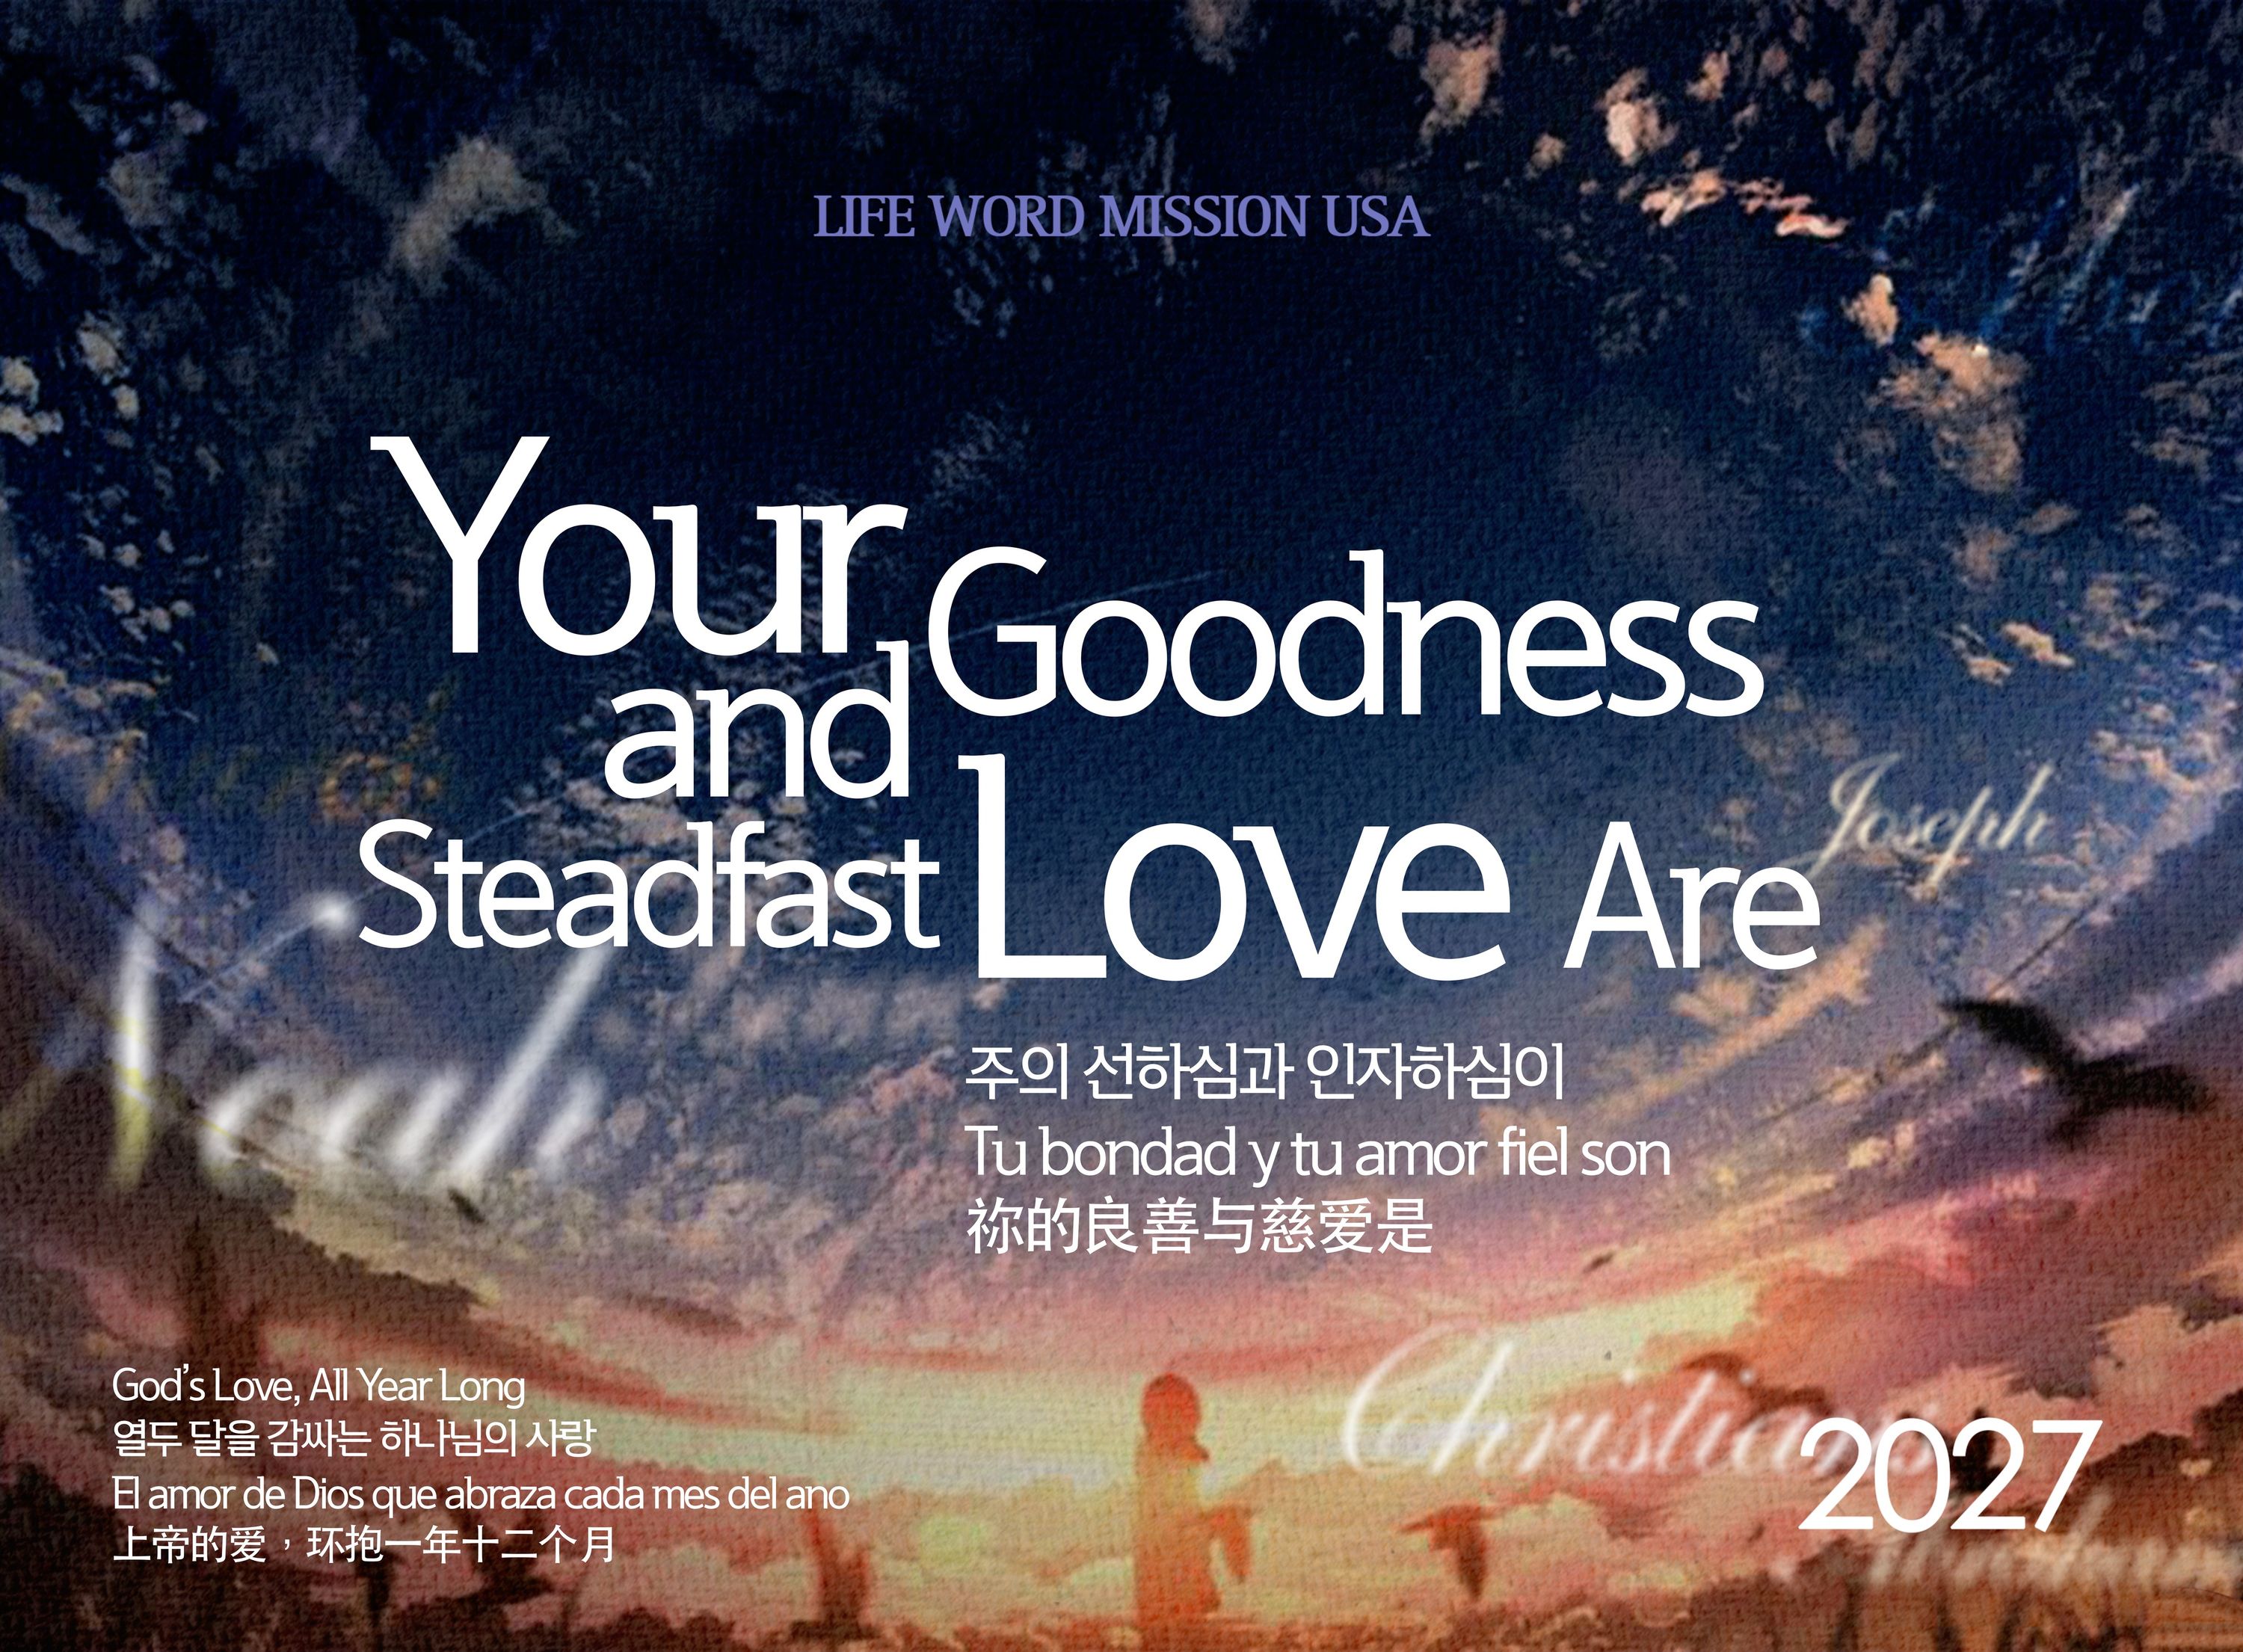 LIFE WORD MISSION USA
Your Goodness
and
Steadfast Love Are
Joseph
Noah
주의 선하심과 인자하심이
Tu bondad y tu amor fiel son
祢的良善与慈爱是
God's Love, All Year Long
열두 달을 감싸는 하나님의 사랑
El amor de Dios que abraza cada mes del ano
上帝的爱，环抱一年十二个月
Christians
2027